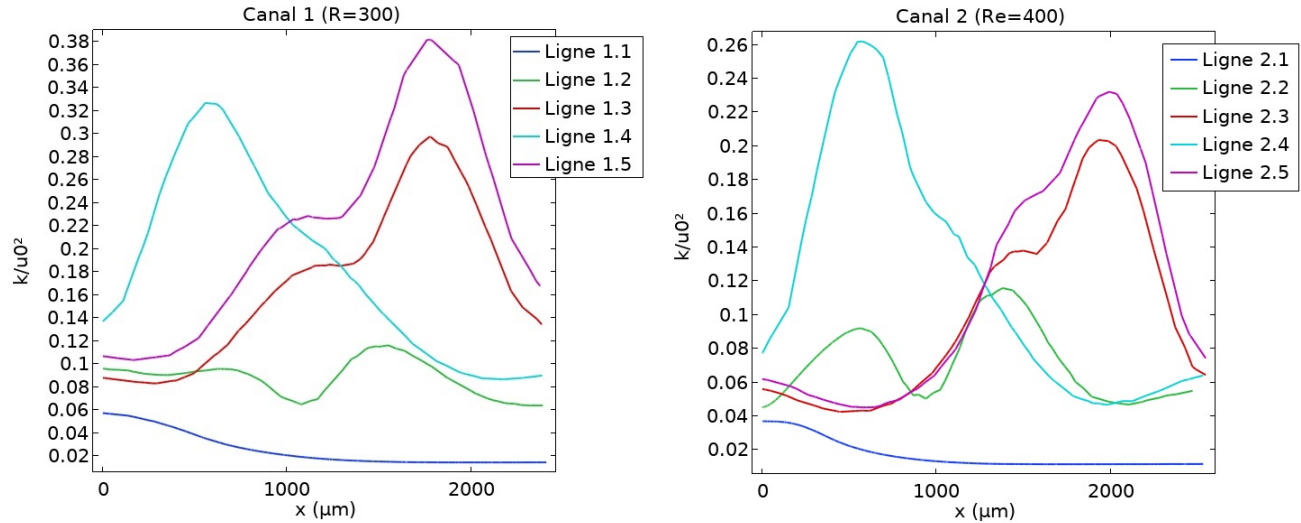 Canal 1 (R=300)
0.38
0.36
0.34
0.32
0.3
0.28
0.26
0.24
0.22
0.2
0.18
0.16
0.14
0.12
0.1
0.08
0.06
0.04
0.02
k/u0²
0 1000 2000
x (µm)
Ligne 1.1
Ligne 1.2
Ligne 1.3
Ligne 1.4
Ligne 1.5
Canal 2 (Re=400)
0.26
0.24
0.22
0.2
0.18
0.16
0.14
0.12
0.1
0.08
0.06
0.04
0.02
k/u0²
0 1000 2000
x (µm)
Ligne 2.1
Ligne 2.2
Ligne 2.3
Ligne 2.4
Ligne 2.5